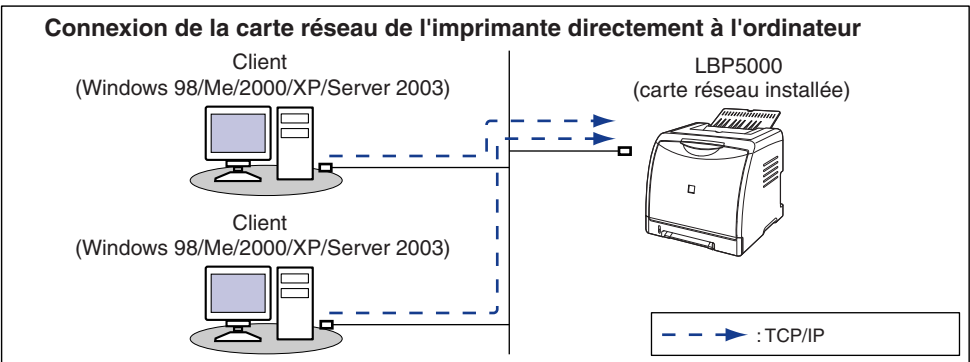 Connexion de la carte réseau de l'imprimante directement à l'ordinateur
Client
(Windows 98/Me/2000/XP/Server 2003)
LBP5000
(carte réseau installée)
Client
(Windows 98/Me/2000/XP/Server 2003)
: TCP/IP